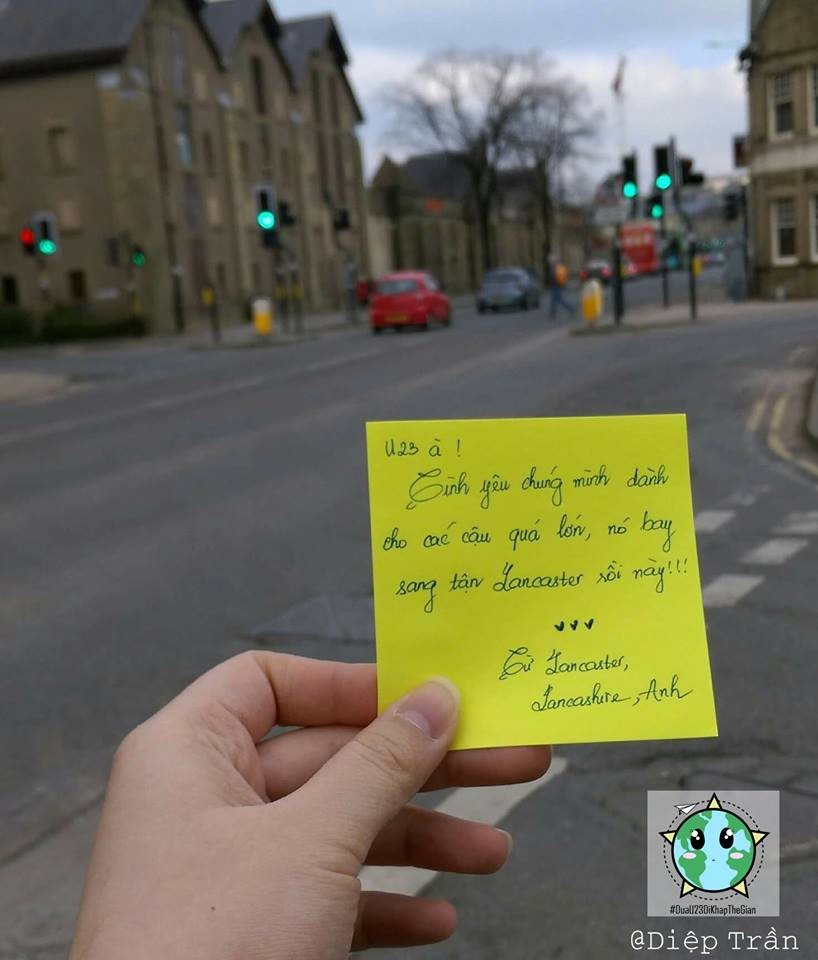 U23 à !
Tình yêu chúng mình dành
cho các cậu quá lớn, nó bay
sang tận Lancaster rồi này!!!
Từ Lancaster,
Lancashire, Anh
#DuaU23DiKhapTheGian
@Diệp Trần